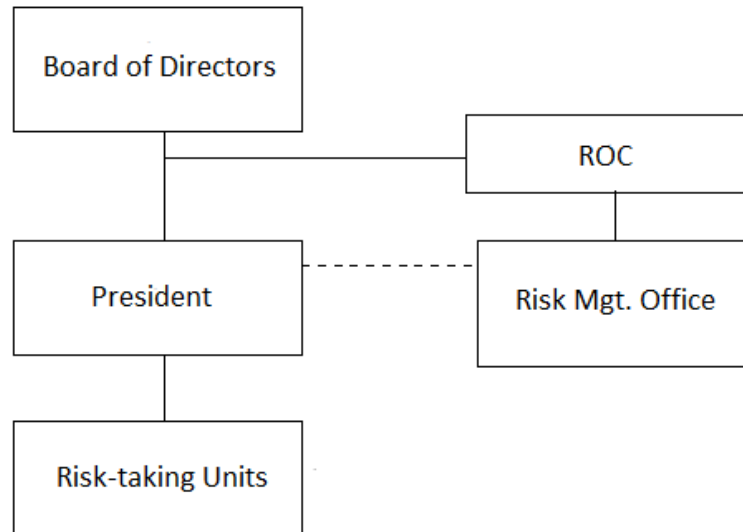 Board of Directors
ROC
President
Risk Mgt. Office
Risk-taking Units